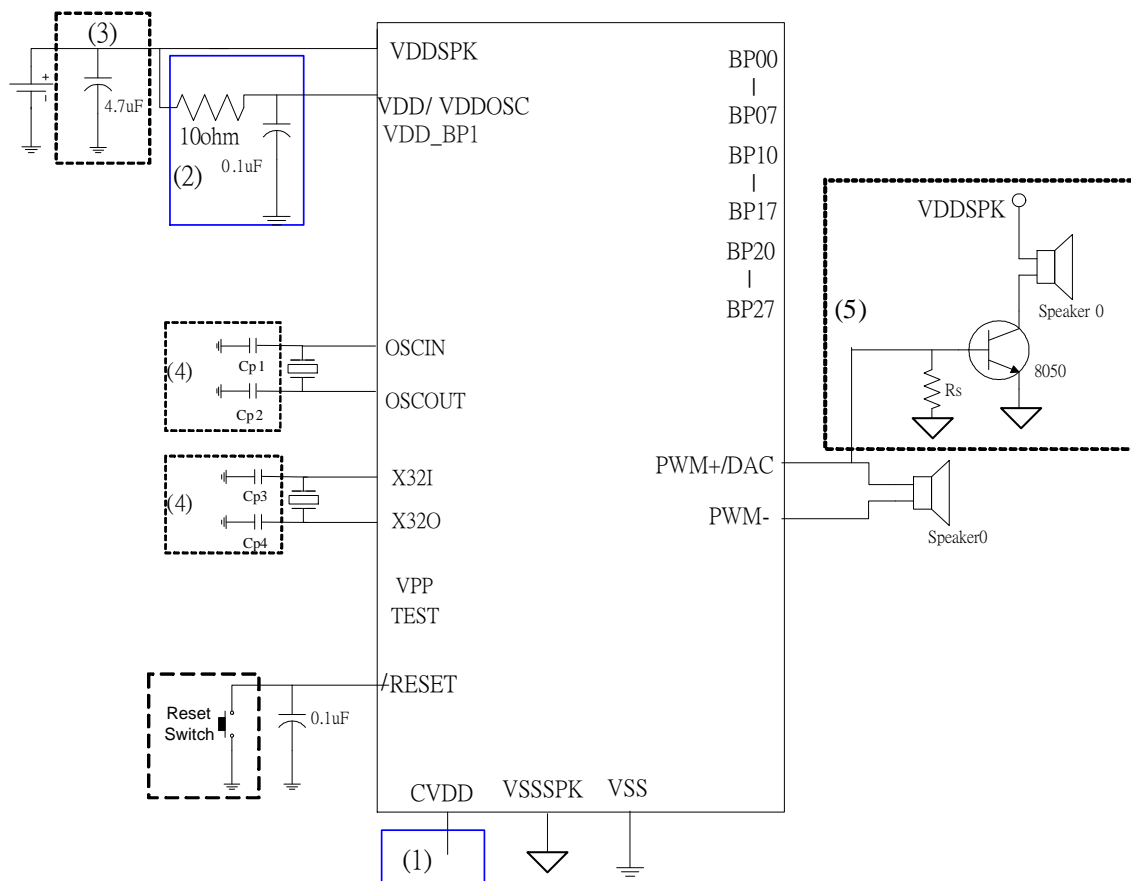 (3)
VDDSPK
4.7uF
+
-
10ohm
(2)
0.1uF
VDD/ VDDOSC
VDD_BP1
BP00
BP07
BP10
BP17
BP20
BP27
VDDSPK
Speaker 0
(5)
8050
Rs
(4)
Cp1
Cp2
OSCIN
OSCOUT
(4)
Cp3
Cp4
X32I
X32O
PWM+/DAC
PWM-
Speaker0
VPP
TEST
/RESET
Reset
Switch
0.1uF
CVDD
VSSSPK
VSS
(1)